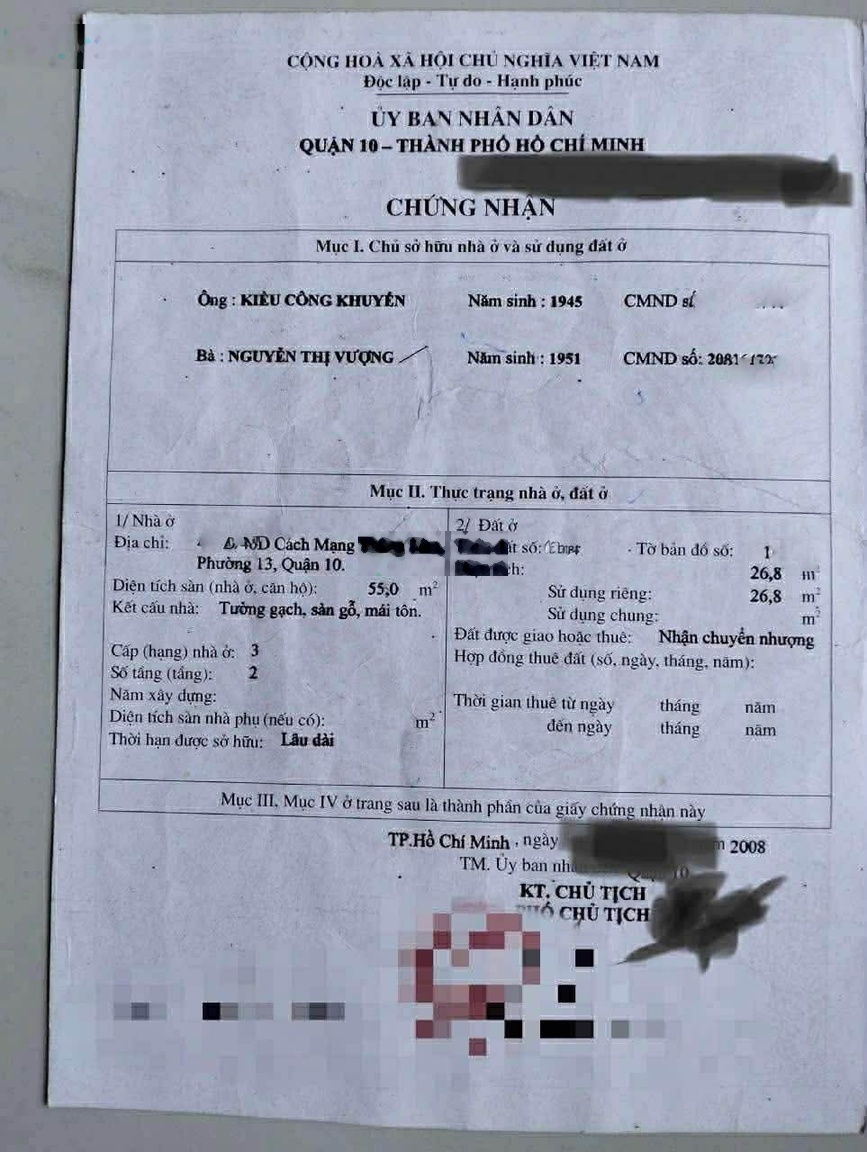 CỘNG HOÀ XÃ HỘI CHỦ NGHĨA VIỆT NAM
Độc lập - Tự do - Hạnh phúc
ỦY BAN NHÂN DÂN
QUẬN 10 – THÀNH PHỐ HỒ CHÍ MINH
CHỨNG NHẬN
Mục I. Chủ sở hữu nhà ở và sử dụng đất ở
Ông : KIỀU CÔNG KHUYÊN Năm sinh : 1945 CMND
Bà : NGUYỄN THỊ VƯỢNG Năm sinh : 1951 CMND số:
Mục II. Thực trạng nhà ở, đất ở
1/ Nhà ở
Địa chỉ: Cách Mạng
Phường 13, Quận 10.
Diện tích sàn (nhà ở, căn hộ): 55,0 m²
Kết cấu nhà: Tường gạch, sàn gỗ, mái tôn.
Cấp (hạng) nhà ở: 3
Số tầng (tầng): 2
Năm xây dựng:
Diện tích sàn nhà phụ (nếu có): m²
Thời hạn được sở hữu: Lâu dài
2/ Đất ở
số: Tờ bản đồ số: 1
26,8 m²
Sử dụng riêng: 26,8 m²
Sử dụng chung: m²
Đất được giao hoặc thuê: Nhận chuyển nhượng
Hợp đồng thuê đất (số, ngày, tháng, năm):
Thời gian thuê từ ngày tháng năm
đến ngày tháng năm
Mục III, Mục IV ở trang sau là thành phần của giấy chứng nhận này
TP.Hồ Chí Minh , ngày 2008
TM. Ủy ban Quận 10
KT. CHỦ TỊCH
PHÓ CHỦ TỊCH